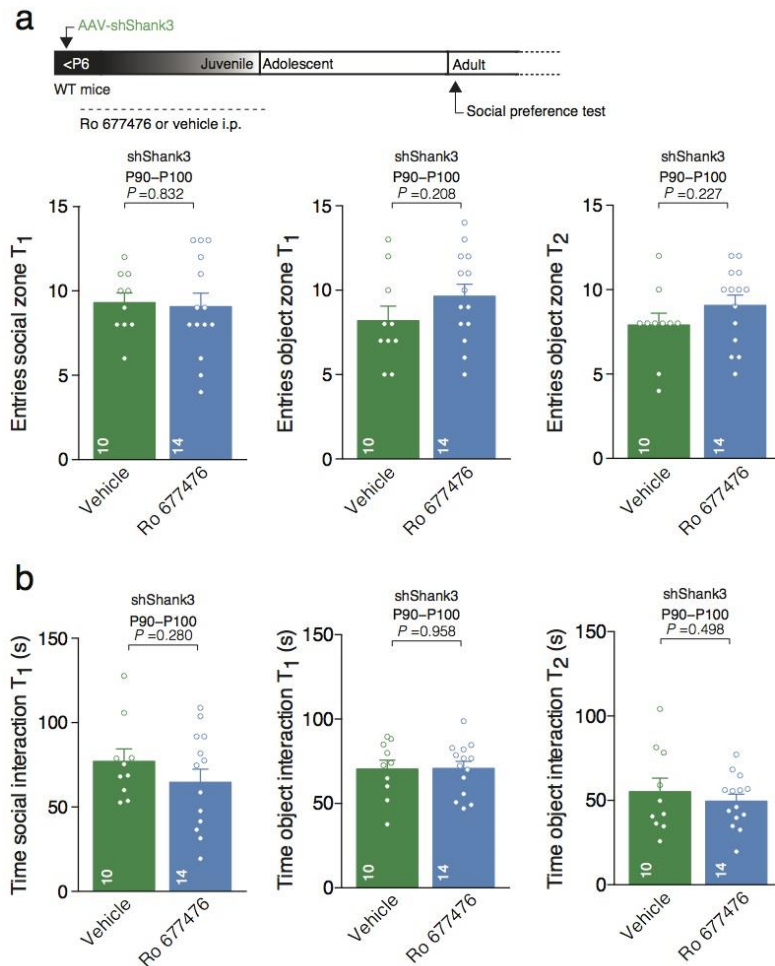 a
AAV-shShank3
<P6 Juvenile Adolescent Adult
WT mice
Social preference test
Ro 677476 or vehicle i.p.
shShank3
P90–P100
P =0.832
Entries social zone T1
15
10
5
0
10
14
Vehicle
Ro 677476
shShank3
P90–P100
P =0.208
Entries object zone T1
15
10
5
0
10
14
Vehicle
Ro 677476
shShank3
P90–P100
P =0.227
Entries object zone T2
15
10
5
0
10
14
Vehicle
Ro 677476
b
shShank3
P90–P100
P =0.280
Time social interaction T1 (s)
150
100
50
0
10
14
Vehicle
Ro 677476
shShank3
P90–P100
P =0.958
Time object interaction T1 (s)
150
100
50
0
10
14
Vehicle
Ro 677476
shShank3
P90–P100
P =0.498
Time object interaction T2 (s)
150
100
50
0
10
14
Vehicle
Ro 677476